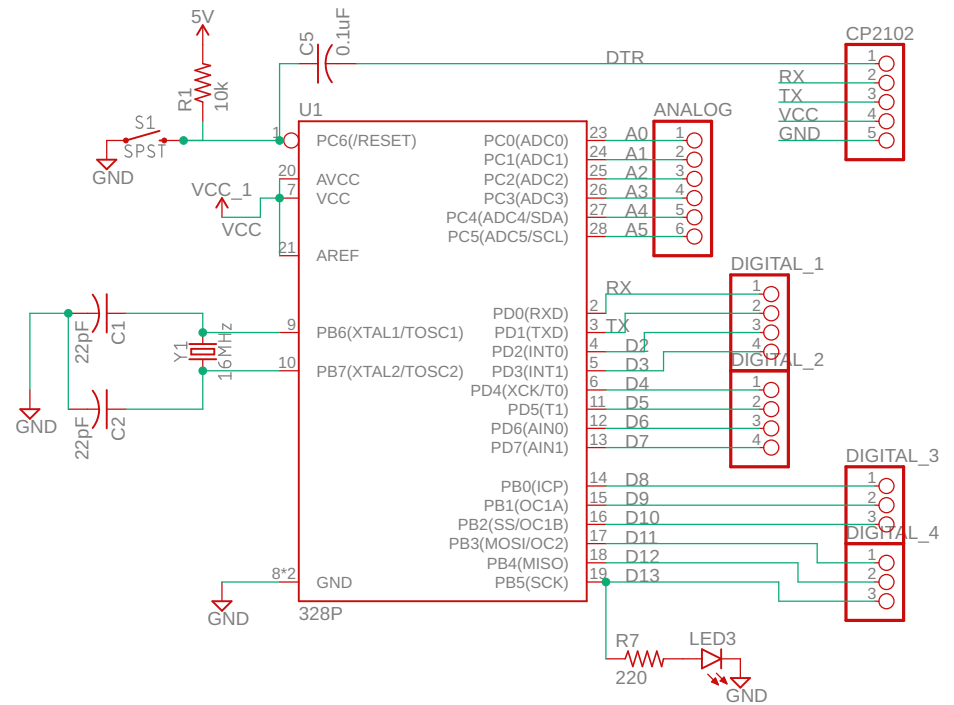 5V
C5
0.1uF
DTR
CP2102
1
RX
2
TX
3
VCC
4
GND
5
R1
10k
S1
SPST
GND
U1
1
PC6(/RESET)
20
AVCC
7
VCC
21
AREF
VCC_1
VCC
9
PB6(XTAL1/TOSC1)
10
PB7(XTAL2/TOSC2)
8*2
GND
GND
328P
22pF
C1
Y1
16MHz
22pF
C2
GND
PC0(ADC0)
23
A0
PC1(ADC1)
24
A1
PC2(ADC2)
25
A2
PC3(ADC3)
26
A3
PC4(ADC4/SDA)
27
A4
PC5(ADC5/SCL)
28
A5
ANALOG
1
2
3
4
5
6
PD0(RXD)
2
RX
PD1(TXD)
3
TX
PD2(INT0)
4
D2
PD3(INT1)
5
D3
PD4(XCK/T0)
6
D4
PD5(T1)
11
D5
PD6(AIN0)
12
D6
PD7(AIN1)
13
D7
DIGITAL_1
1
2
3
4
DIGITAL_2
1
2
3
4
PB0(ICP)
14
D8
PB1(OC1A)
15
D9
PB2(SS/OC1B)
16
D10
PB3(MOSI/OC2)
17
D11
PB4(MISO)
18
D12
PB5(SCK)
19
D13
DIGITAL_3
1
2
3
DIGITAL_4
1
2
3
R7
220
LED3
GND